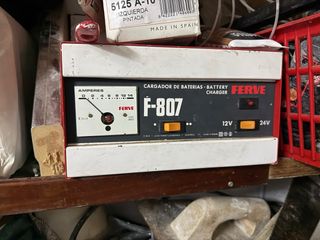 5125 A-10
IZQUIERDA
PINTADA
MADE IN SPAIN
AMPERES
FERVE
CARGADOR DE BATERIAS - BATTERY CHARGER
FERVE
F-807
12V
24V